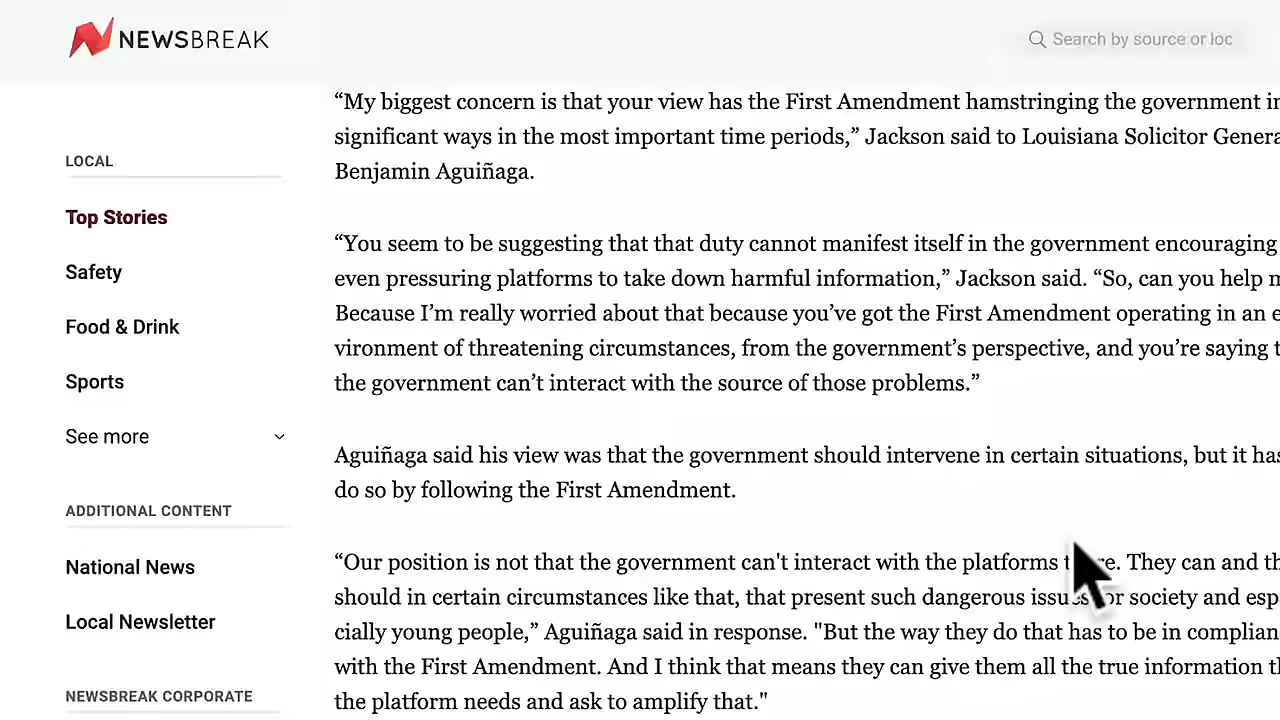 NEWSBREAK
Search by source or loc
LOCAL
Top Stories
Safety
Food & Drink
Sports
See more
ADDITIONAL CONTENT
National News
Local Newsletter
NEWSBREAK CORPORATE
“My biggest concern is that your view has the First Amendment hamstringing the government in
significant ways in the most important time periods,” Jackson said to Louisiana Solicitor Genera
Benjamin Aguiñaga.
“You seem to be suggesting that that duty cannot manifest itself in the government encouraging
even pressuring platforms to take down harmful information,” Jackson said. “So, can you help m
Because I’m really worried about that because you’ve got the First Amendment operating in an e
vironment of threatening circumstances, from the government’s perspective, and you’re saying t
the government can’t interact with the source of those problems.”
Aguiñaga said his view was that the government should intervene in certain situations, but it has
do so by following the First Amendment.
“Our position is not that the government can't interact with the platforms They can and th
should in certain circumstances like that, that present such dangerous society and esp
cially young people,” Aguiñaga said in response. "But the way they do that has to be in complian
with the First Amendment. And I think that means they can give them all the true information th
the platform needs and ask to amplify that."